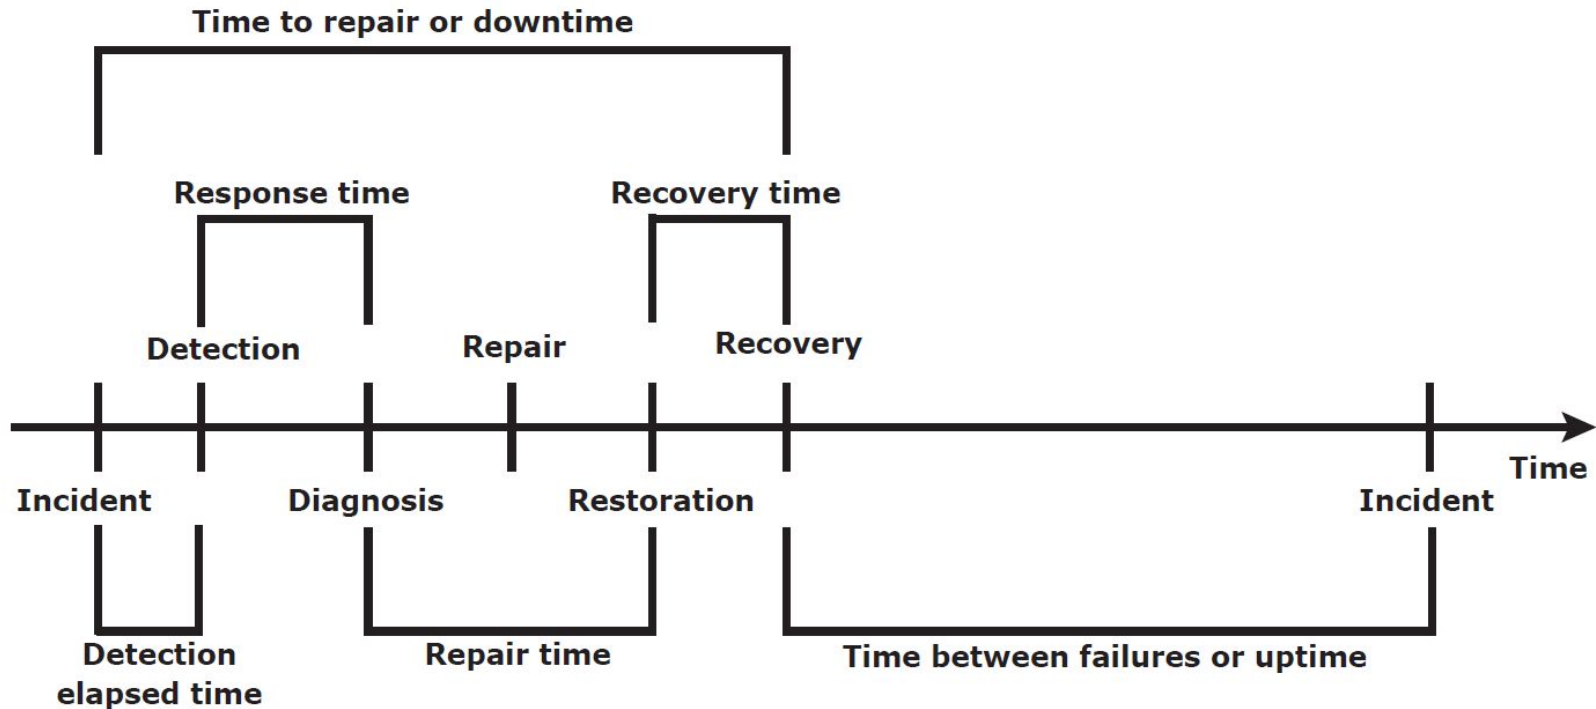 Time to repair or downtime
Response time
Recovery time
Detection
Repair
Recovery
Time
Incident
Diagnosis
Restoration
Incident
Detection
elapsed time
Repair time
Time between failures or uptime